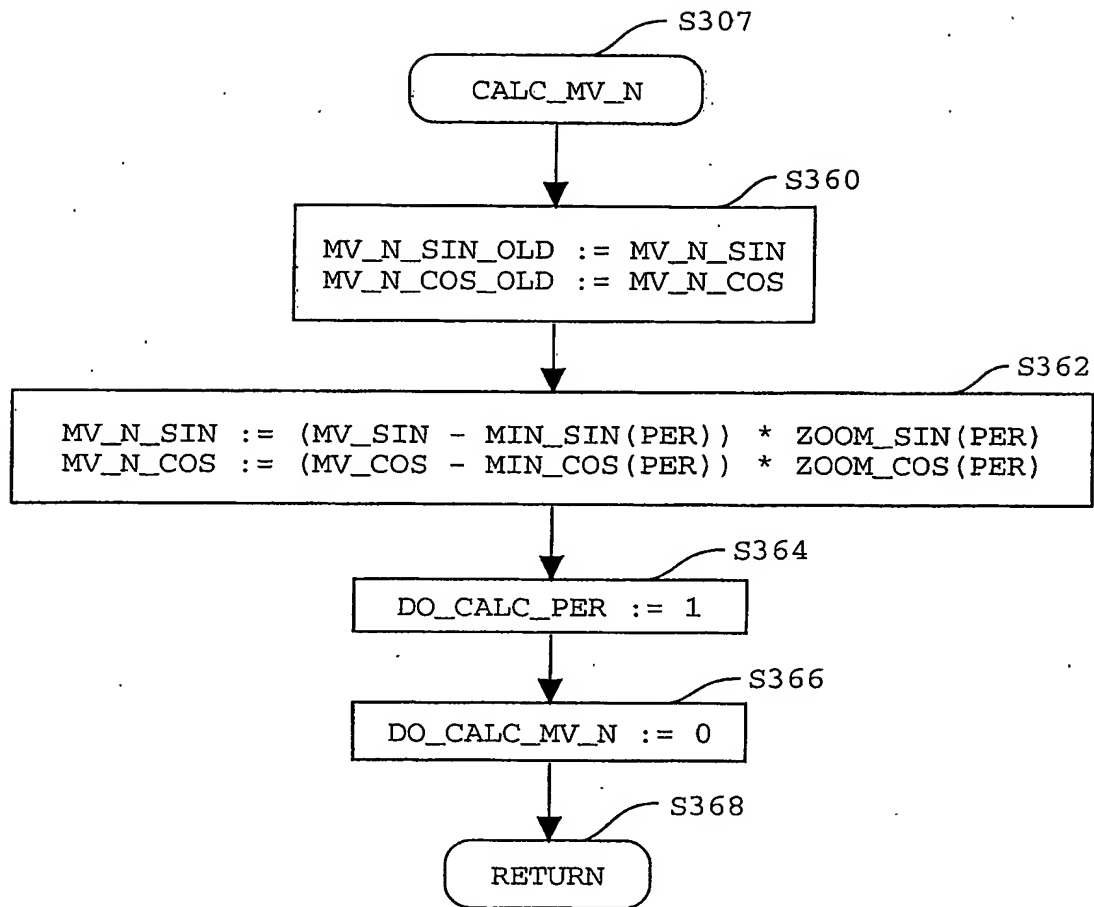 S307
CALC_MV_N
S360
MV_N_SIN_OLD := MV_N_SIN
MV_N_COS_OLD := MV_N_COS
S362
MV_N_SIN := (MV_SIN - MIN_SIN(PER)) * ZOOM_SIN(PER)
MV_N_COS := (MV_COS - MIN_COS(PER)) * ZOOM_COS(PER)
S364
DO_CALC_PER := 1
S366
DO_CALC_MV_N := 0
S368
RETURN